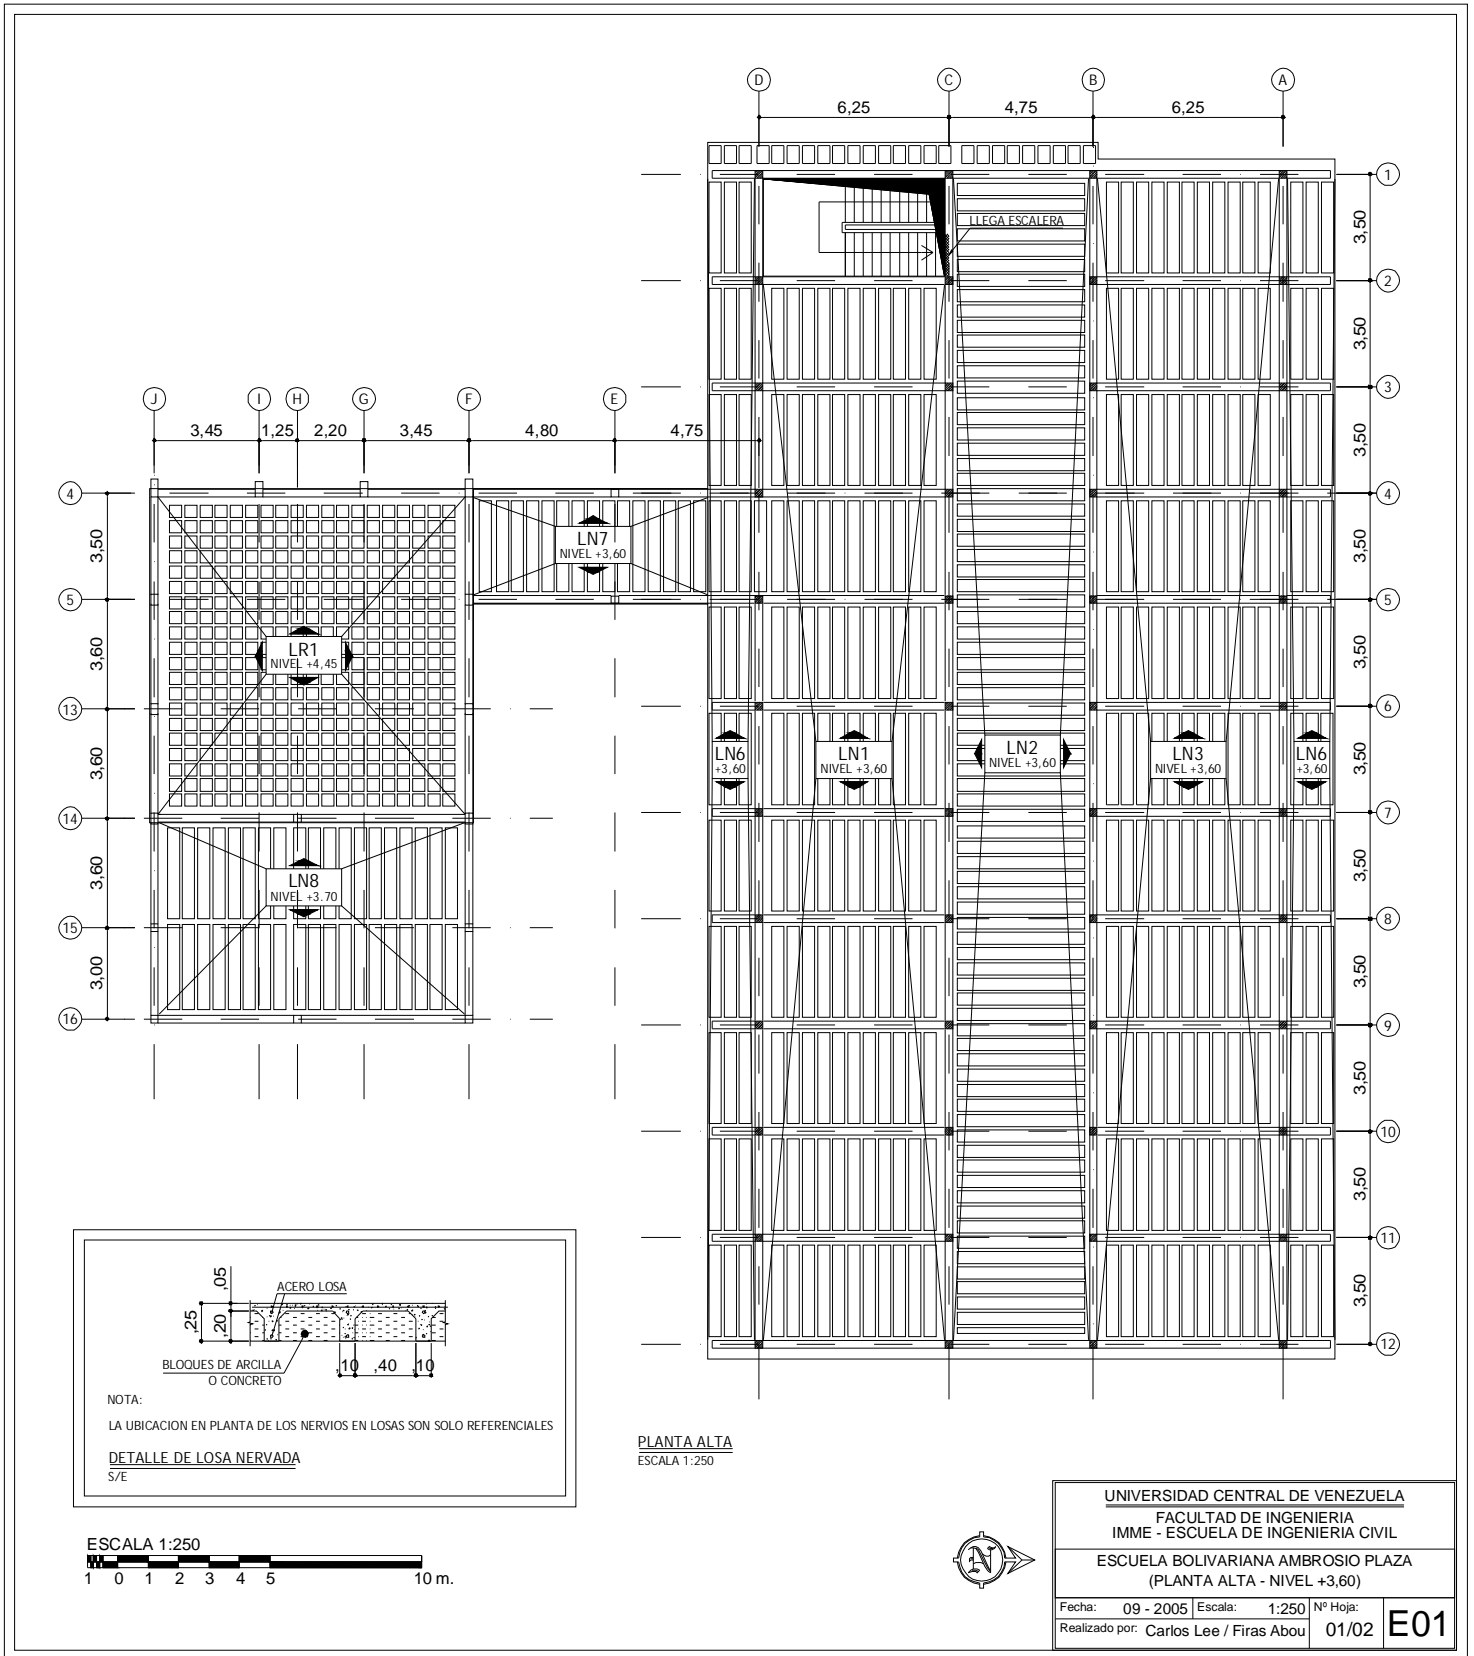 D
C
B
A
6,25
4,75
6,25
1
3,50
LLEGA ESCALERA
2
3,50
3
3,50
J
I
H
G
F
E
3,45
1,25
2,20
3,45
4,80
4,75
4
4
3,50
LN7
NIVEL +3,60
3,50
5
5
3,60
LR1
NIVEL +4,45
3,50
13
6
3,60
LN6
+3,60
LN1
NIVEL +3,60
LN2
NIVEL +3,60
LN3
NIVEL +3,60
LN6
+3,60
3,50
14
7
3,60
LN8
NIVEL +3.70
3,50
15
8
3,00
3,50
16
9
3,50
10
3,50
11
3,50
12
,05
,25
,20
ACERO LOSA
BLOQUES DE ARCILLA
O CONCRETO
,10
,40
,10
NOTA:
LA UBICACION EN PLANTA DE LOS NERVIOS EN LOSAS SON SOLO REFERENCIALES
DETALLE DE LOSA NERVADA
S/E
PLANTA ALTA
ESCALA 1:250
ESCALA 1:250
1 0 1 2 3 4 5 10 m.
N
UNIVERSIDAD CENTRAL DE VENEZUELA
FACULTAD DE INGENIERIA
IMME - ESCUELA DE INGENIERIA CIVIL
ESCUELA BOLIVARIANA AMBROSIO PLAZA
(PLANTA ALTA - NIVEL +3,60)
Fecha: 09 - 2005 Escala: 1:250 Nº Hoja:
Realizado por: Carlos Lee / Firas Abou 01/02 E01